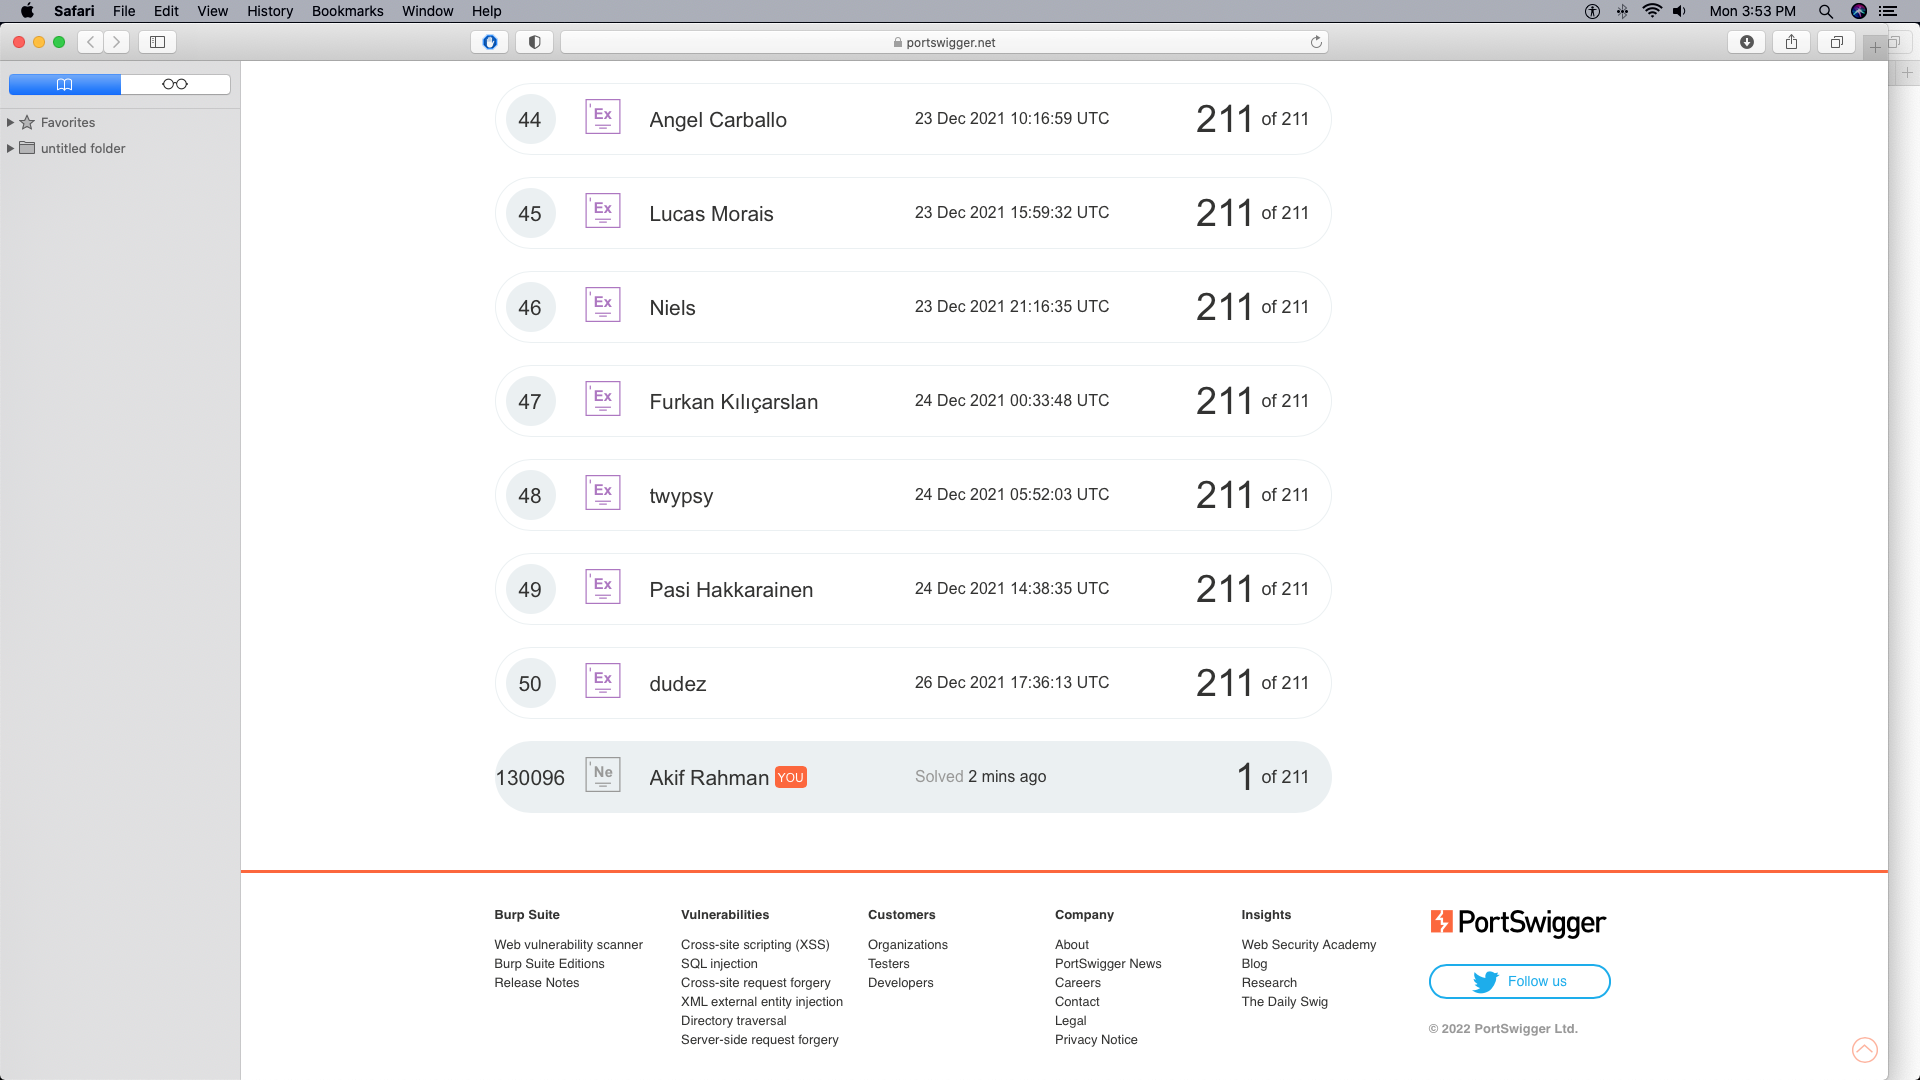 Safari File Edit View History Bookmarks Window Help Mon 3:53 PM
portswigger.net
Favorites
untitled folder
44 'Ex Angel Carballo 23 Dec 2021 10:16:59 UTC 211 of 211
45 'Ex Lucas Morais 23 Dec 2021 15:59:32 UTC 211 of 211
46 'Ex Niels 23 Dec 2021 21:16:35 UTC 211 of 211
47 'Ex Furkan Kılıçarslan 24 Dec 2021 00:33:48 UTC 211 of 211
48 'Ex twypsy 24 Dec 2021 05:52:03 UTC 211 of 211
49 'Ex Pasi Hakkarainen 24 Dec 2021 14:38:35 UTC 211 of 211
50 'Ex dudez 26 Dec 2021 17:36:13 UTC 211 of 211
130096 'Ne Akif Rahman YOU Solved 2 mins ago 1 of 211
Burp Suite
Web vulnerability scanner
Burp Suite Editions
Release Notes
Vulnerabilities
Cross-site scripting (XSS)
SQL injection
Cross-site request forgery
XML external entity injection
Directory traversal
Server-side request forgery
Customers
Organizations
Testers
Developers
Company
About
PortSwigger News
Careers
Contact
Legal
Privacy Notice
Insights
Web Security Academy
Blog
Research
The Daily Swig
PortSwigger
Follow us
© 2022 PortSwigger Ltd.